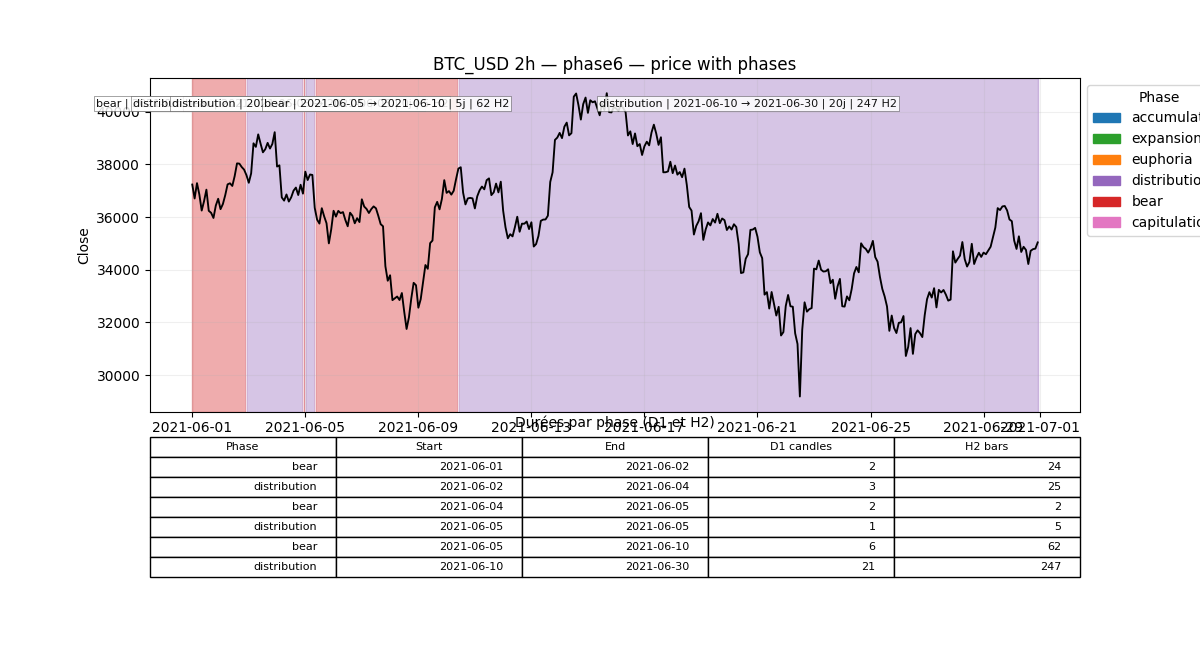 BTC_USD 2h — phase6 — price with phases
bear |
distribution | 202
bear | 2021-06-05 → 2021-06-10 | 5j | 62 H2
distribution | 2021-06-10 → 2021-06-30 | 20j | 247 H2
Close
40000
38000
36000
34000
32000
30000
2021-06-01 2021-06-05 2021-06-09 2021-06-13 2021-06-17 2021-06-21 2021-06-25 2021-06-29 2021-07-01
Phase
accumulat
expansion
euphoria
distributio
bear
capitulatic
Durées par phase (D1 et H2)
Phase Start End D1 candles H2 bars
bear 2021-06-01 2021-06-02 2 24
distribution 2021-06-02 2021-06-04 3 25
bear 2021-06-04 2021-06-05 2 2
distribution 2021-06-05 2021-06-05 1 5
bear 2021-06-05 2021-06-10 6 62
distribution 2021-06-10 2021-06-30 21 247